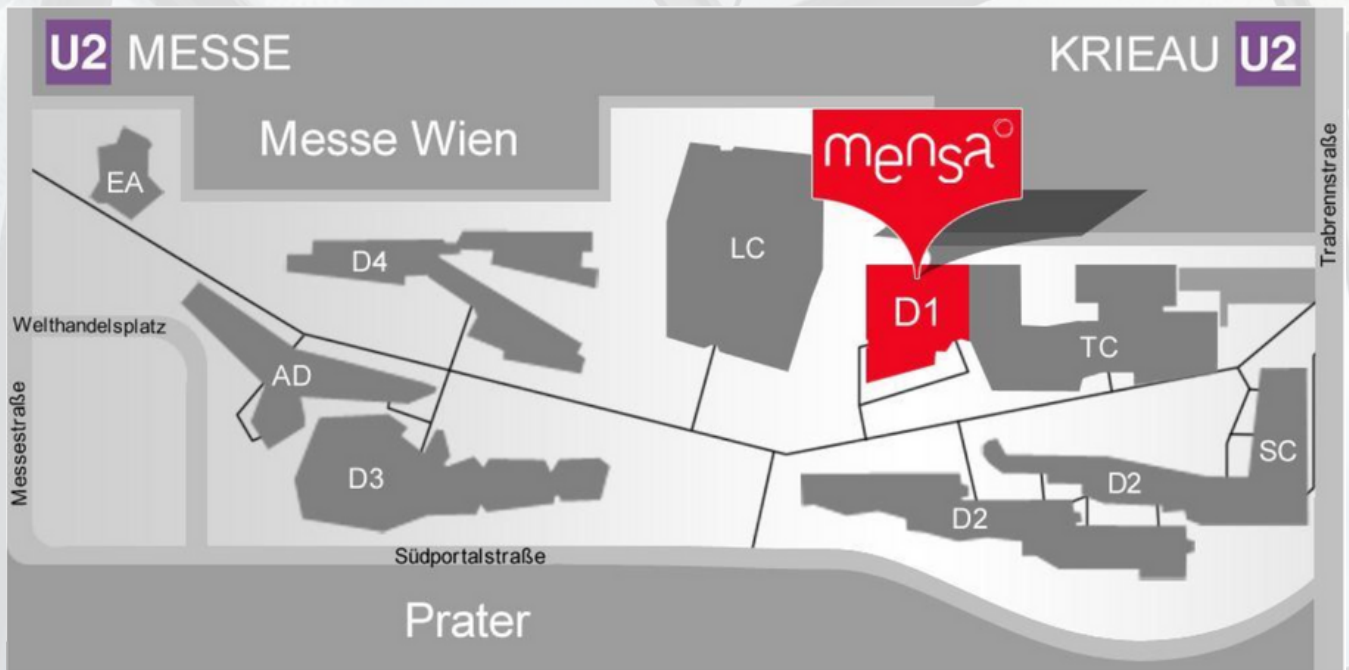 U2 MESSE
KRIEAU U2
Messe Wien
mensa
EA
D4
LC
D1
TC
Trabrennstraße
Welthandelsplatz
AD
Messestraße
D3
SC
D2
D2
Südportalstraße
Prater